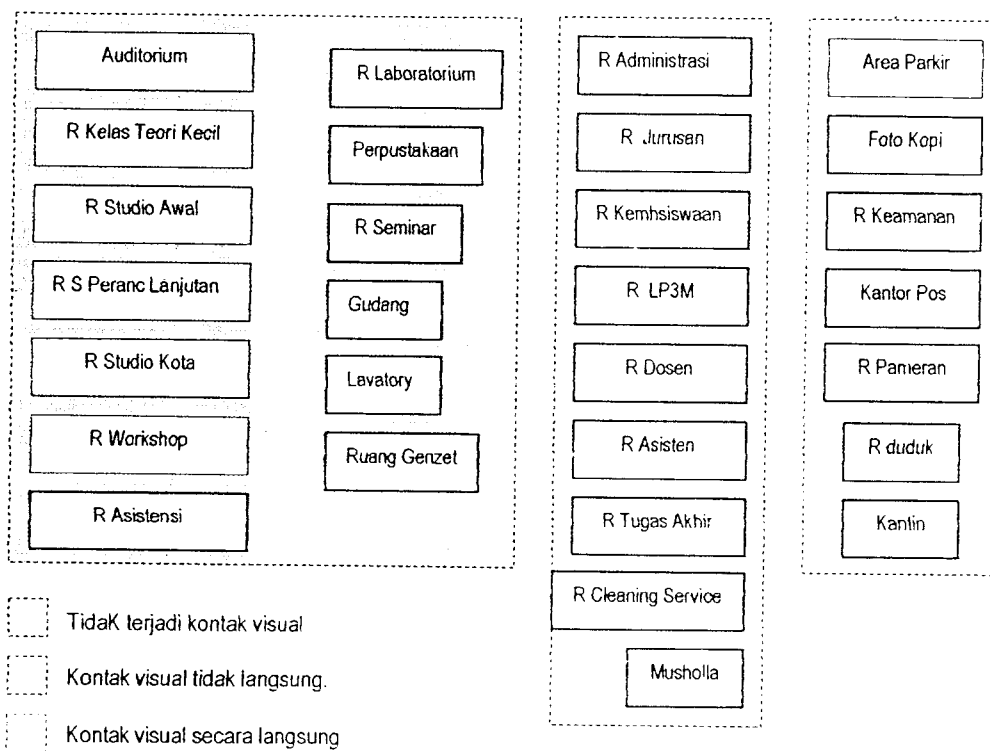 Auditorium
R Kelas Teori Kecil
R Studio Awal
R S Peranc Lanjutan
R Studio Kota
R Workshop
R Asistensi
R Laboratorium
Perpustakaan
R Seminar
Gudang
Lavatory
Ruang Genzet
R Administrasi
R Jurusan
R Kemhsiswaan
R LP3M
R Dosen
R Asisten
R Tugas Akhir
R Cleaning Service
Musholla
Area Parkir
Foto Kopi
R Keamanan
Kantor Pos
R Pameran
R duduk
Kantin
TidaK terjadi kontak visual
Kontak visual tidak langsung.
Kontak visual secara langsung